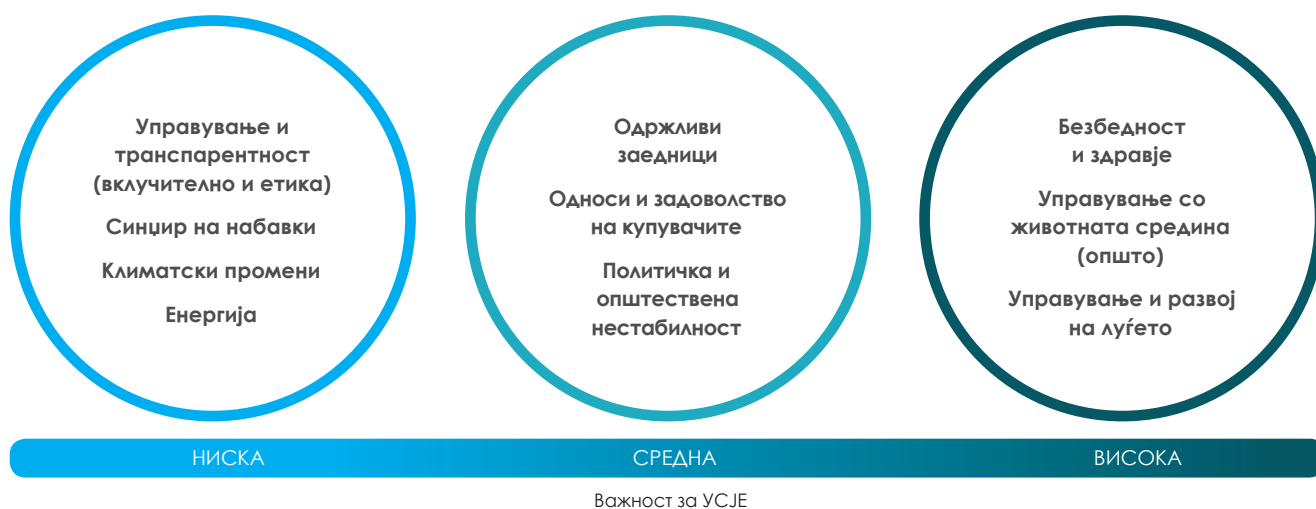 Управување и
транспарентност
(вклучително и етика)
Синџир на набавки
Климатски промени
Енергија
Одржливи
заедници
Односи и задоволство
на купувачите
Политичка и
општествена
нестабилност
Безбедност
и здравје
Управување со
животната средина
(општо)
Управување и развој
на луѓето
НИСКА
СРЕДНА
ВИСОКА
Важност за УСЈЕ